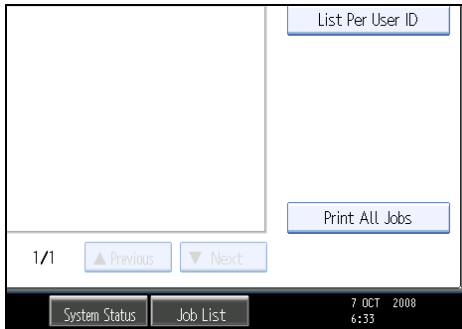 List Per User ID
Print All Jobs
1/1 ▲ Previous ▼ Next
System Status Job List 7 OCT 2008
6:33